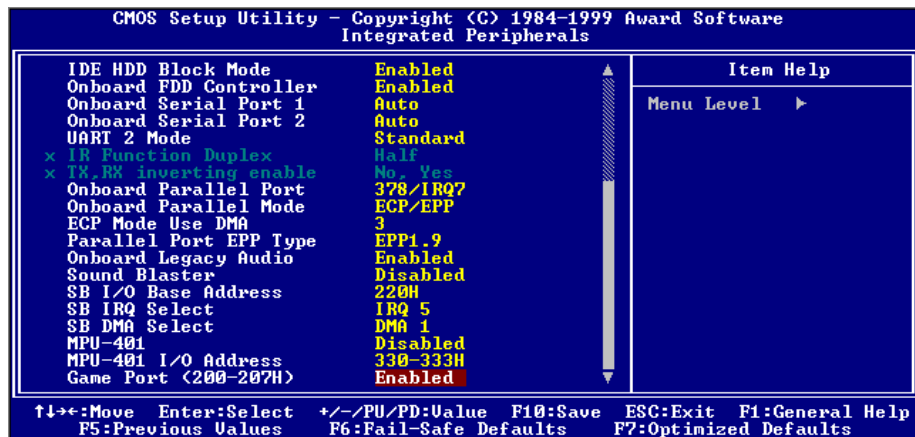 CMOS Setup Utility - Copyright (C) 1984-1999 Award Software
Integrated Peripherals
IDE HDD Block Mode Enabled
Onboard FDD Controller Enabled
Onboard Serial Port 1 Auto
Onboard Serial Port 2 Auto
UART 2 Mode Standard
x IR Function Duplex Half
x TX,RX inverting enable No, Yes
Onboard Parallel Port 378/IRQ7
Onboard Parallel Mode ECP/EPP
ECP Mode Use DMA 3
Parallel Port EPP Type EPP1.9
Onboard Legacy Audio Enabled
Sound Blaster Disabled
SB I/O Base Address 220H
SB IRQ Select IRQ 5
SB DMA Select DMA 1
MPU-401 Disabled
MPU-401 I/O Address 330-333H
Game Port (200-207H) Enabled
Item Help
Menu Level ►
↑↓→←:Move Enter:Select +/-/PU/PD:Value F10:Save ESC:Exit F1:General Help
F5:Previous Values F6:Fail-Safe Defaults F7:Optimized Defaults